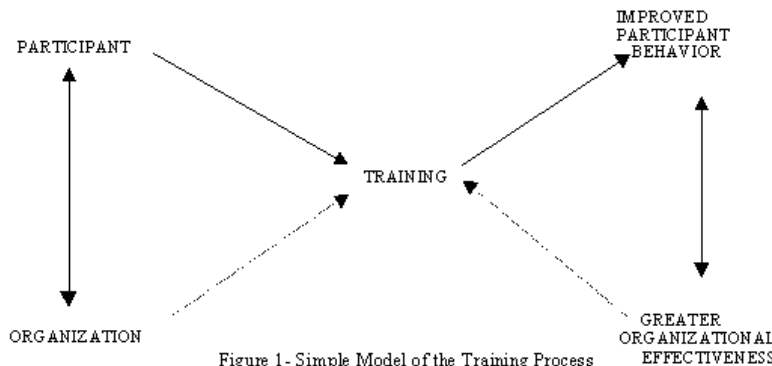 IMPROVED
PARTICIPANT
BEHAVIOR
PARTICIPANT
TRAINING
ORGANIZATION
GREATER
ORGANIZATIONAL
EFFECTIVENESS
Figure 1- Simple Model of the Training Process